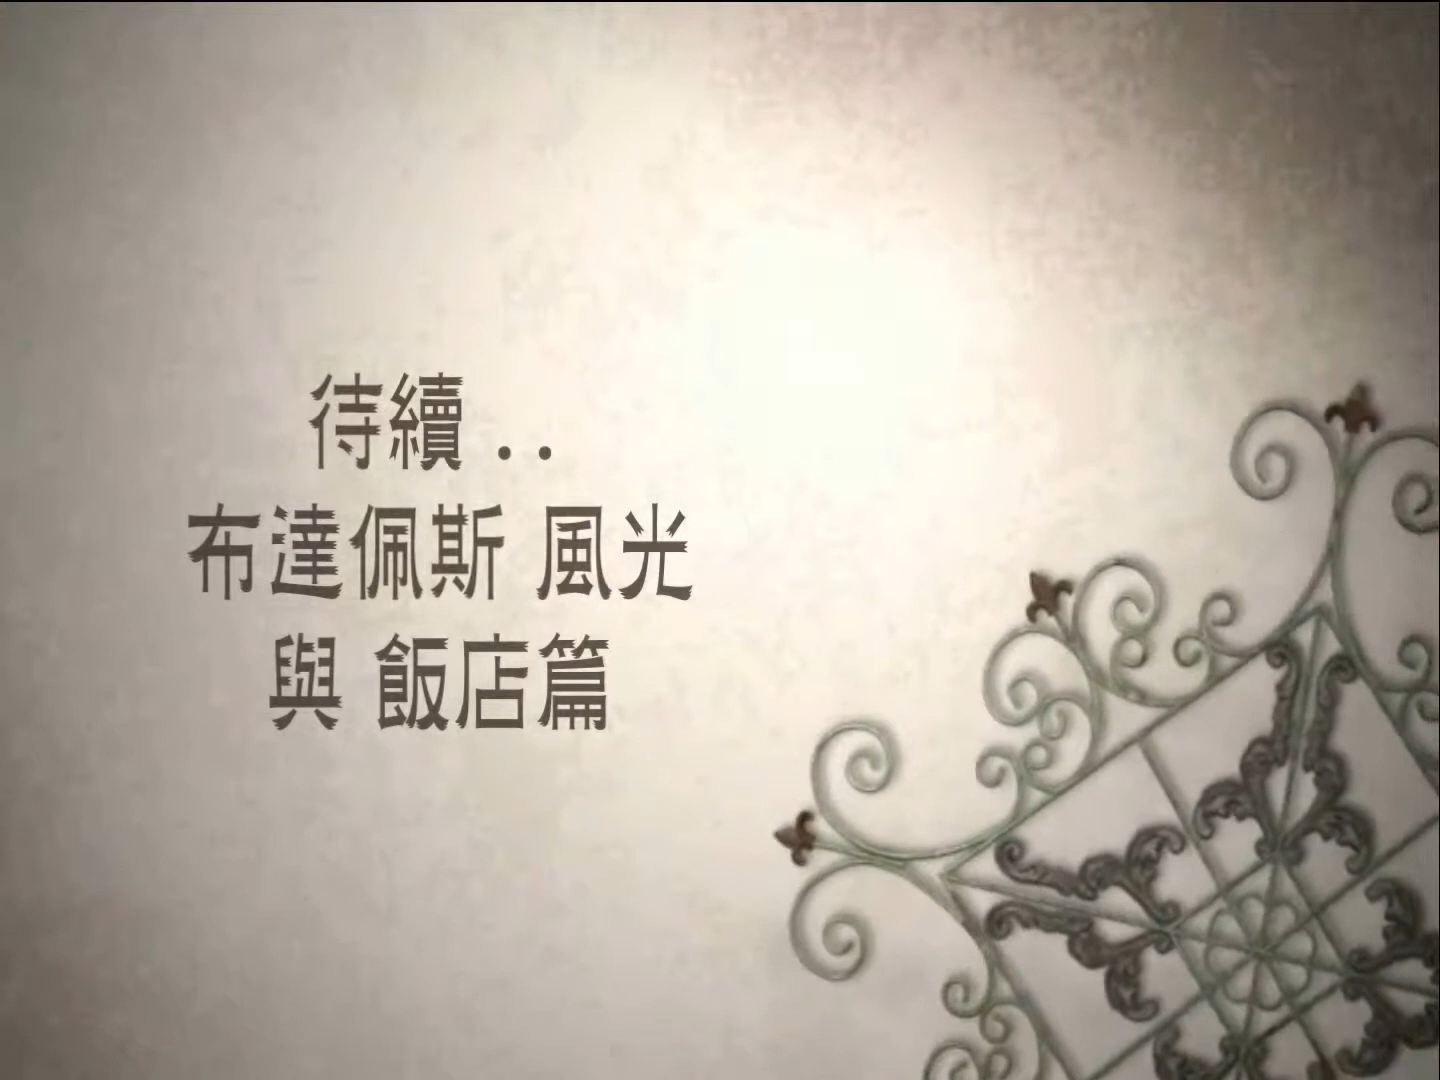 待續 . .
布達佩斯 風光
與 飯店篇